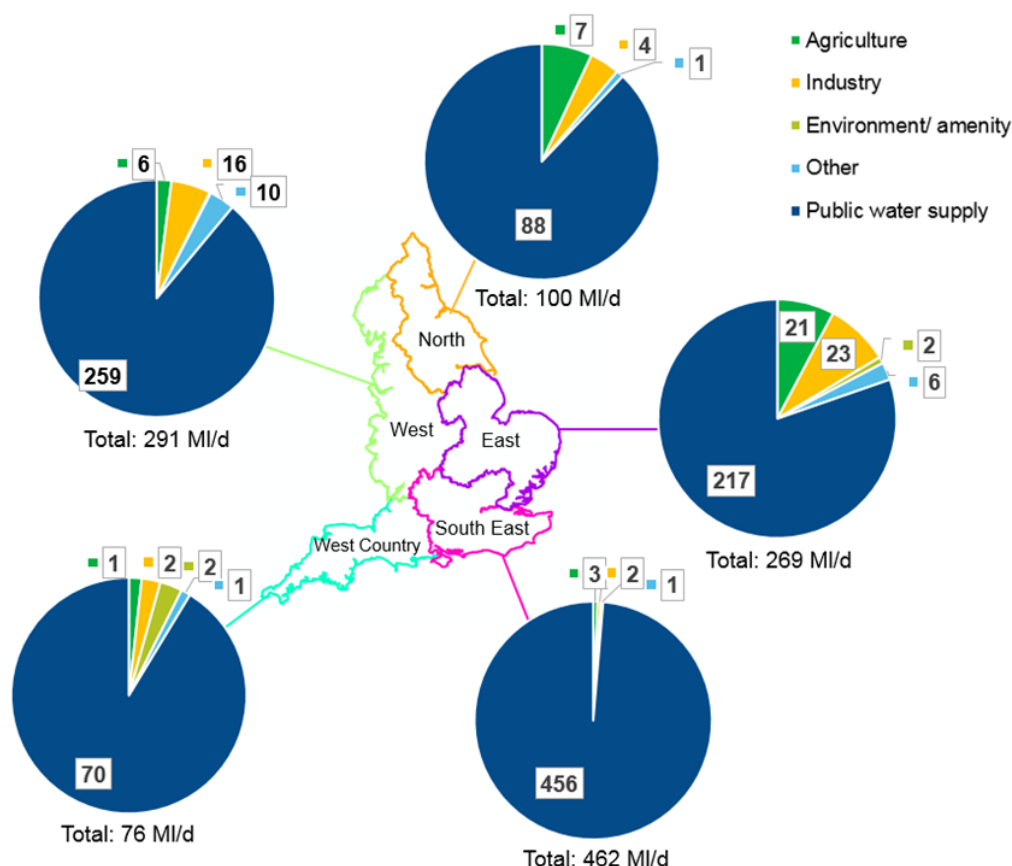 7
4
1
88
Total: 100 Ml/d
Agriculture
Industry
Environment/ amenity
Other
Public water supply
6
16
10
259
Total: 291 Ml/d
North
West
East
South East
West Country
21
23
2
6
217
Total: 269 Ml/d
1
2
2
1
70
Total: 76 Ml/d
3
2
1
456
Total: 462 Ml/d